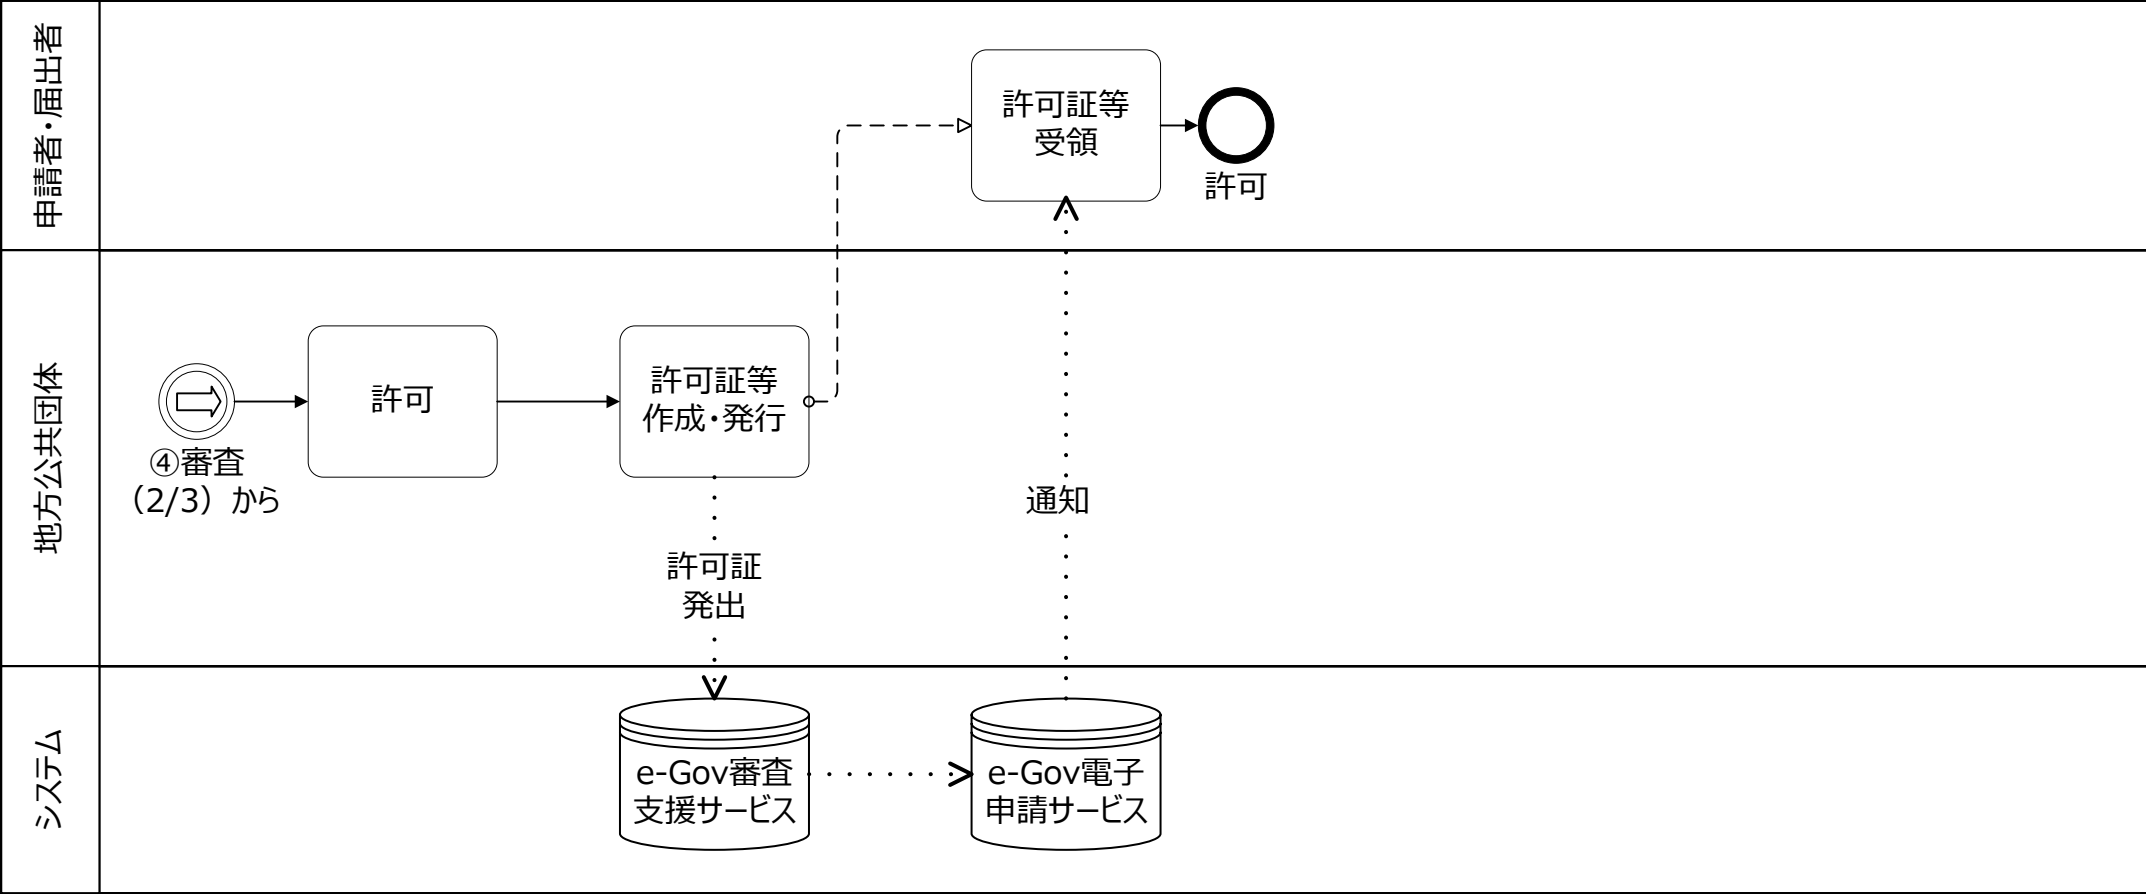 申請者・届出者
許可証等
受領
許可
地方公共団体
④審査
（2/3）から
許可
許可証等
作成・発行
通知
許可証
発出
システム
e-Gov審査
支援サービス
e-Gov電子
申請サービス